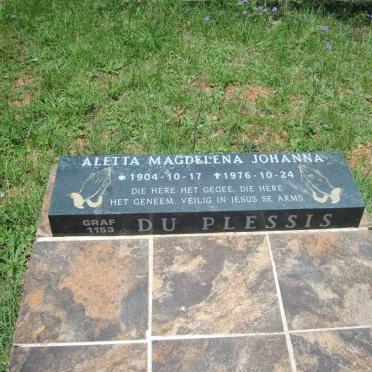 ALETTA MAGDELENA JOHANNA
* 1904-10-17 ✝ 1976-10-24
DIE HERE HET GEGEE, DIE HERE
HET GENEEM, VEILIG IN JESUS SE ARMS.
GRAF
1153
DU PLESSIS